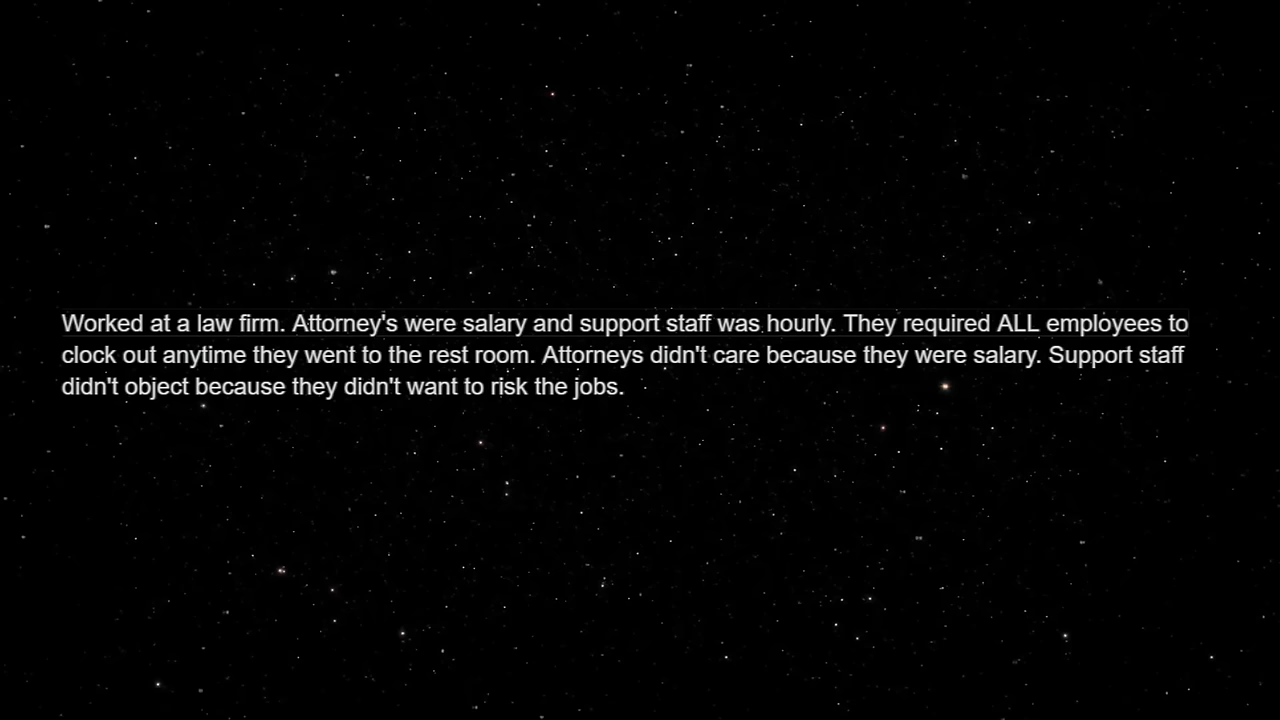 Worked at a law firm. Attorney's were salary and support staff was hourly. They required ALL employees to
clock out anytime they went to the rest room. Attorneys didn't care because they were salary. Support staff
didn't object because they didn't want to risk the jobs.